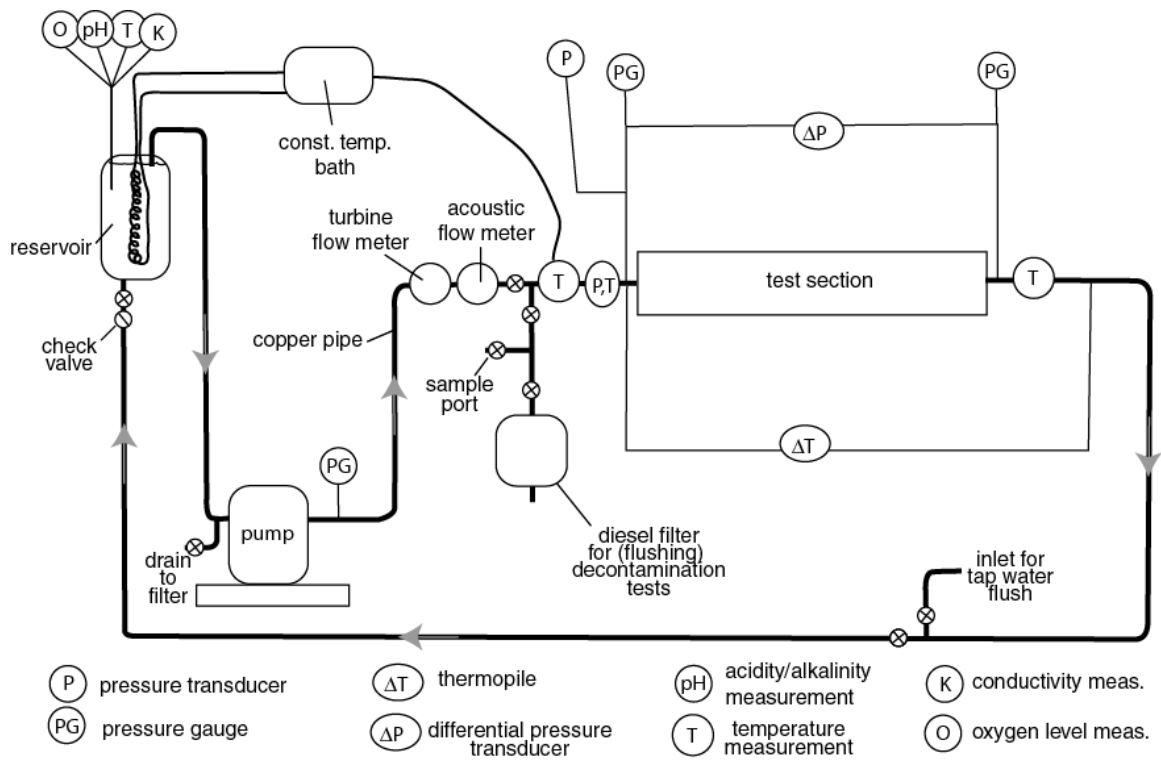 O
pH
T
K
P
PG
PG
ΔP
const. temp.
bath
turbine
flow meter
acoustic
flow meter
reservoir
T
P,T
test section
T
check
valve
copper pipe
sample
port
ΔT
PG
pump
drain
to
filter
diesel filter
for (flushing)
decontamination
tests
inlet for
tap water
flush
P pressure transducer
PG pressure gauge
ΔT thermopile
ΔP differential pressure
transducer
pH acidity/alkalinity
measurement
T temperature
measurement
K conductivity meas.
O oxygen level meas.